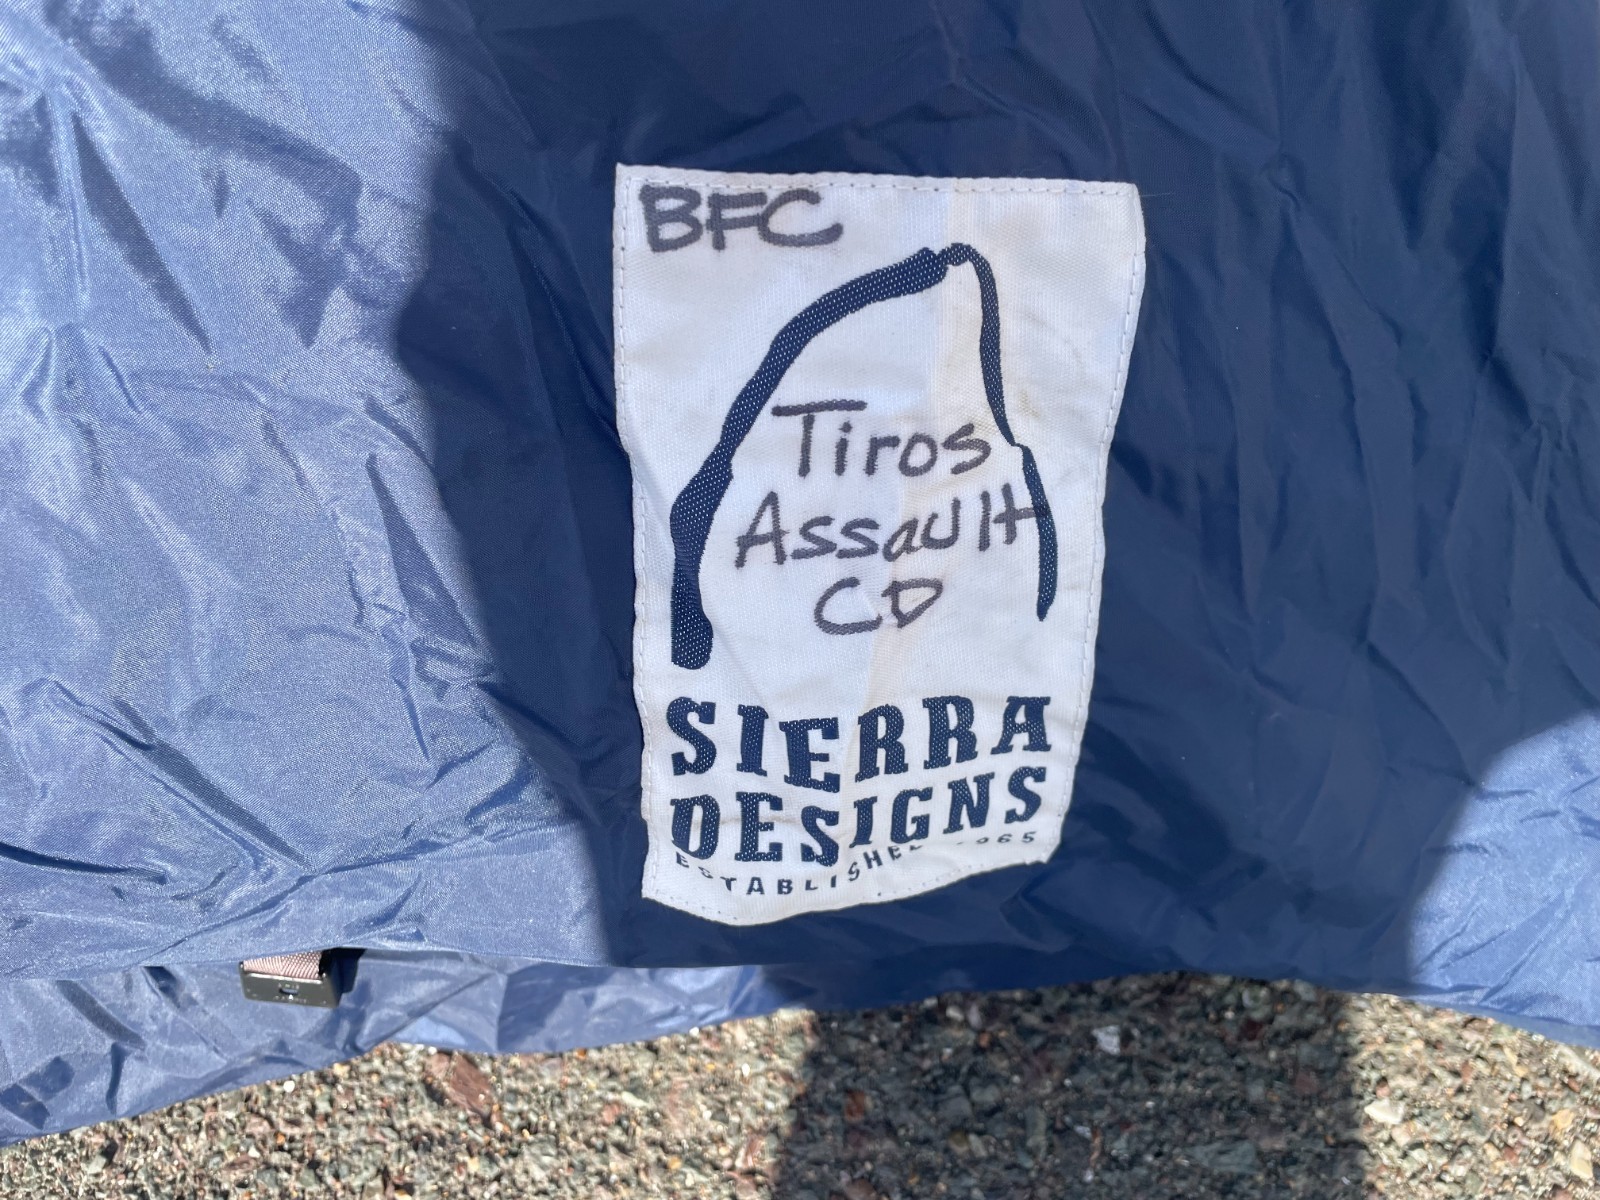 BFC
Tiros
Assault
CD
SIERRA
DESIGNS